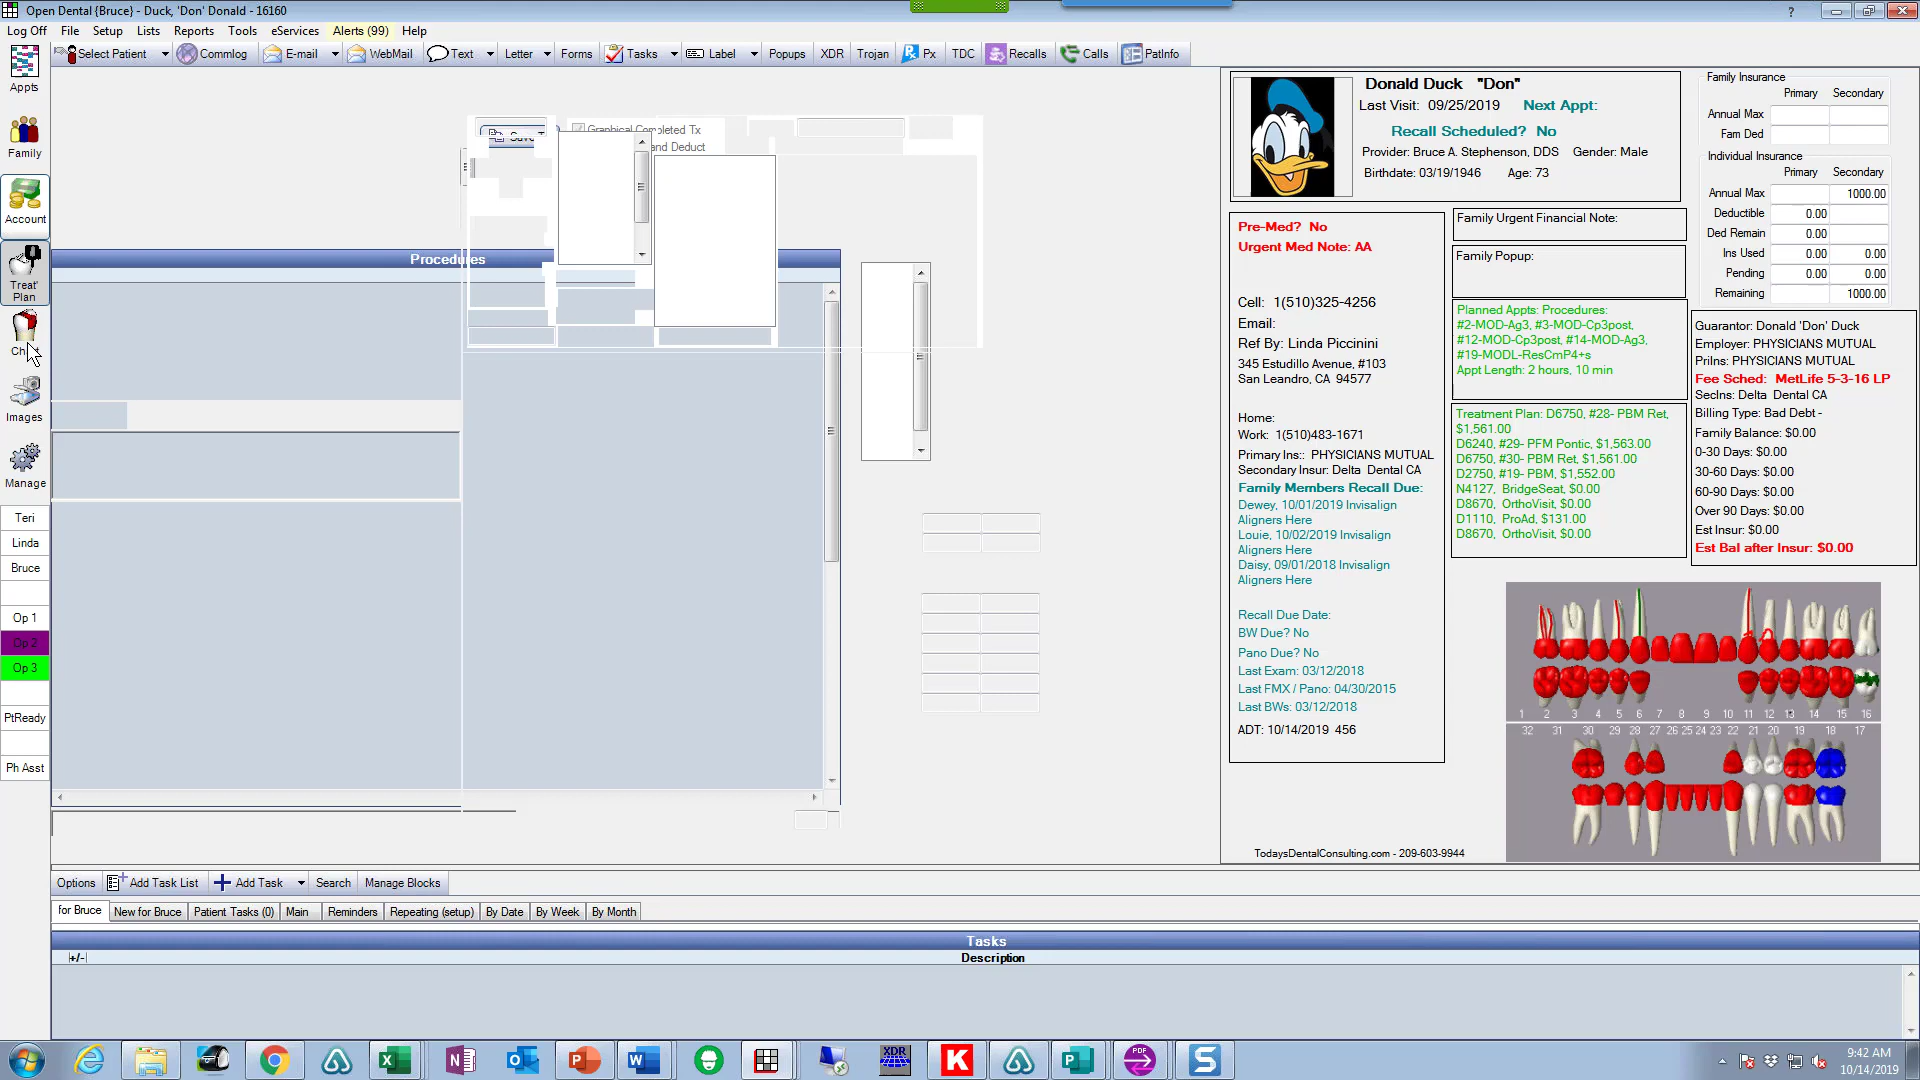 Open Dental {Bruce} - Duck, 'Don' Donald - 16160
Log Off File Setup Lists Reports Tools eServices Alerts (99) Help
Select Patient Commlog E-mail WebMail Text Letter Forms Tasks Label Popups XDR Trojan Px TDC Recalls Calls PatInfo
Appts
Family
Account
Treat'
Plan
Images
Manage
Teri
Linda
Bruce
Op 1
Op 2
Op 3
PtReady
Ph Asst
Graphical Completed Tx
and Deduct
Procedures
Donald Duck "Don"
Last Visit: 09/25/2019 Next Appt:
Recall Scheduled? No
Provider: Bruce A. Stephenson, DDS Gender: Male
Birthdate: 03/19/1946 Age: 73
Family Insurance
Primary Secondary
Annual Max
Fam Ded
Individual Insurance
Primary Secondary
Annual Max 1000.00
Deductible 0.00
Ded Remain 0.00
Ins Used 0.00 0.00
Pending 0.00 0.00
Remaining 1000.00
Pre-Med? No
Urgent Med Note: AA
Cell: 1(510)325-4256
Email:
Ref By: Linda Piccinini
345 Estudillo Avenue, #103
San Leandro, CA 94577
Home:
Work: 1(510)483-1671
Primary Ins:: PHYSICIANS MUTUAL
Secondary Insur: Delta Dental CA
Family Members Recall Due:
Dewey, 10/01/2019 Invisalign
Aligners Here
Louie, 10/02/2019 Invisalign
Aligners Here
Daisy, 09/01/2018 Invisalign
Aligners Here
Recall Due Date:
BW Due? No
Pano Due? No
Last Exam: 03/12/2018
Last FMX / Pano: 04/30/2015
Last BWs: 03/12/2018
ADT: 10/14/2019 456
Family Urgent Financial Note:
Family Popup:
Planned Appts: Procedures:
#2-MOD-Ag3, #3-MOD-Cp3post,
#12-MOD-Cp3post, #14-MOD-Ag3,
#19-MODL-ResCmP4+s
Appt Length: 2 hours, 10 min
Treatment Plan: D6750, #28- PBM Ret,
$1,561.00
D6240, #29- PFM Pontic, $1,563.00
D6750, #30- PBM Ret, $1,561.00
D2750, #19- PBM, $1,552.00
N4127, BridgeSeat, $0.00
D8670, OrthoVisit, $0.00
D1110, ProAd, $131.00
D8670, OrthoVisit, $0.00
Guarantor: Donald 'Don' Duck
Employer: PHYSICIANS MUTUAL
PriIns: PHYSICIANS MUTUAL
Fee Sched: MetLife 5-3-16 LP
SecIns: Delta Dental CA
Billing Type: Bad Debt -
Family Balance: $0.00
0-30 Days: $0.00
30-60 Days: $0.00
60-90 Days: $0.00
Over 90 Days: $0.00
Est Insur: $0.00
Est Bal after Insur: $0.00
1 2 3 4 5 6 7 8 9 10 11 12 13 14 15 16
32 31 30 29 28 27 26 25 24 23 22 21 20 19 18 17
TodaysDentalConsulting.com - 209-603-9944
Options Add Task List Add Task Search Manage Blocks
for Bruce New for Bruce Patient Tasks (0) Main Reminders Repeating (setup) By Date By Week By Month
Tasks
+/- Description
XDR
PDF
9:42 AM
10/14/2019